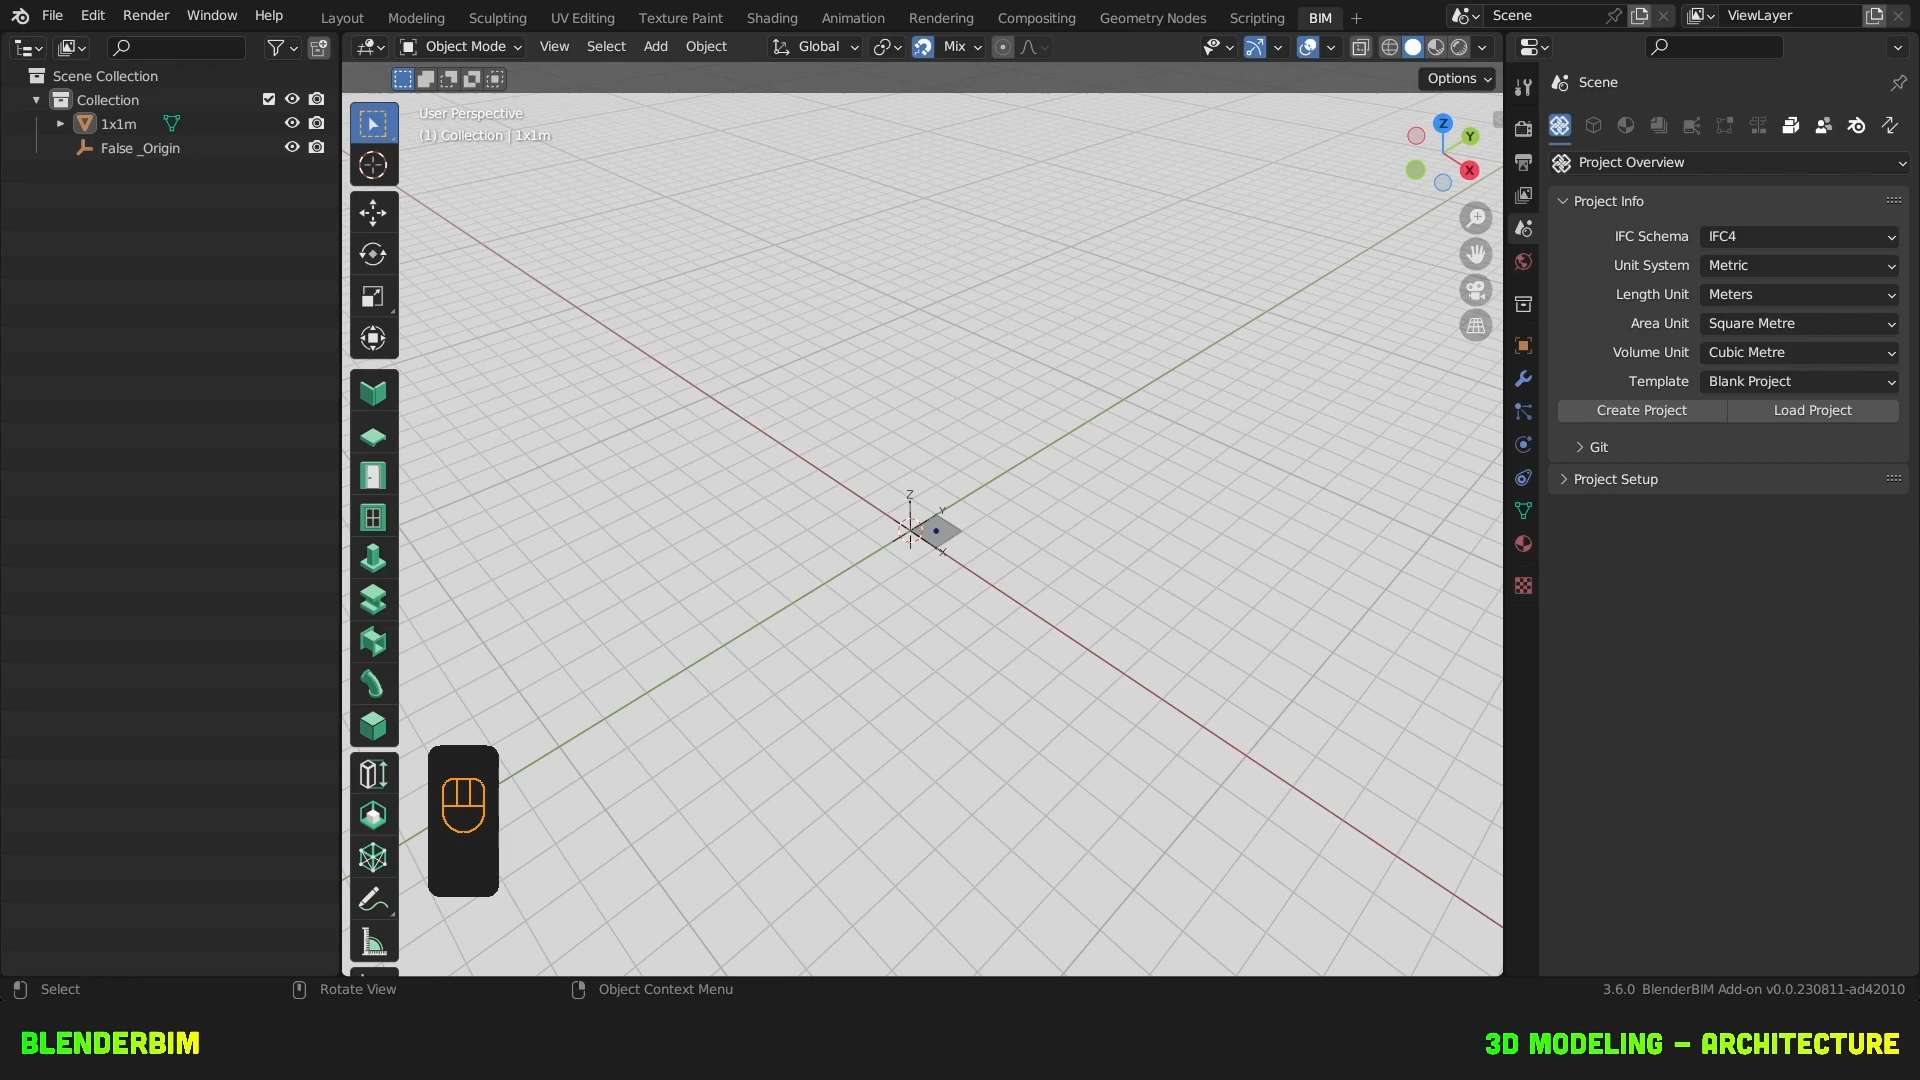 File Edit Render Window Help Layout Modeling Sculpting UV Editing Texture Paint Shading Animation Rendering Compositing Geometry Nodes Scripting BIM + Scene ViewLayer
Object Mode View Select Add Object Global Mix
Scene Collection
Collection
1x1m
False _Origin
Options
User Perspective
(1) Collection | 1x1m
Z
Y
X
Z
Y
X
Scene
Project Overview
Project Info
IFC Schema IFC4
Unit System Metric
Length Unit Meters
Area Unit Square Metre
Volume Unit Cubic Metre
Template Blank Project
Create Project Load Project
Git
Project Setup
Select Rotate View Object Context Menu 3.6.0 BlenderBIM Add-on v0.0.230811-ad42010
BLENDERBIM 3D MODELING - ARCHITECTURE